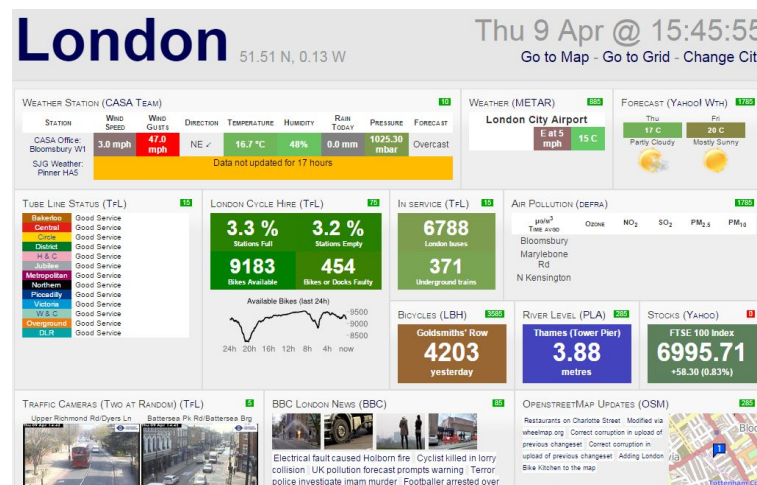 London
51.51 N, 0.13 W
Thu 9 Apr @ 15:45:55
Go to Map - Go to Grid - Change Cit
WEATHER STATION (CASA TEAM) 10
STATION WIND SPEED WIND GUSTS DIRECTION TEMPERATURE HUMIDITY RAIN TODAY PRESSURE FORECAST
CASA Office: Bloomsbury W1 3.0 mph 47.0 mph NE ↙ 16.7 °C 48% 0.0 mm 1025.30 mbar Overcast
SJG Weather: Pinner HA5 Data not updated for 17 hours
WEATHER (METAR) 885
London City Airport
E at 5 mph 15 C
FORECAST (YAHOO! WTH) 1785
Thu Fri
17 C 20 C
Partly Cloudy Mostly Sunny
TUBE LINE STATUS (TFL) 15
Bakerloo Good Service
Central Good Service
Circle Good Service
District Good Service
H & C Good Service
Jubilee Good Service
Metropolitan Good Service
Northern Good Service
Piccadilly Good Service
Victoria Good Service
W & C Good Service
Overground Good Service
DLR Good Service
LONDON CYCLE HIRE (TFL) 75
3.3 % 3.2 %
Stations Full Stations Empty
9183 454
Bikes Available Bikes or Docks Faulty
Available Bikes (last 24h)
9500
9000
8500
24h 20h 16h 12h 8h 4h now
IN SERVICE (TFL) 15
6788
London buses
371
Underground trains
AIR POLLUTION (DEFRA) 1785
µg/m³ TIME AVGD OZONE NO2 SO2 PM2.5 PM10
Bloomsbury
Marylebone
Rd
N Kensington
BICYCLES (LBH) 3585
Goldsmiths' Row
4203
yesterday
RIVER LEVEL (PLA) 285
Thames (Tower Pier)
3.88
metres
STOCKS (YAHOO) 0
FTSE 100 Index
6995.71
+58.30 (0.83%)
TRAFFIC CAMERAS (TWO AT RANDOM) (TFL) 5
Upper Richmond Rd/Dyers Ln Battersea Pk Rd/Battersea Brg
BBC LONDON NEWS (BBC) 85
Electrical fault caused Holborn fire Cyclist killed in lorry
collision UK pollution forecast prompts warning Terror
police investigate imam murder Footballer arrested over
OPENSTREETMAP UPDATES (OSM) 285
Restaurants on Charlotte Street Modified via
wheelmap.org Correct corruption in upload of
previous changeset Correct corruption in
upload of previous changeset Adding London
Bike Kitchen to the map
Bloo
1
via
Tottenham Co